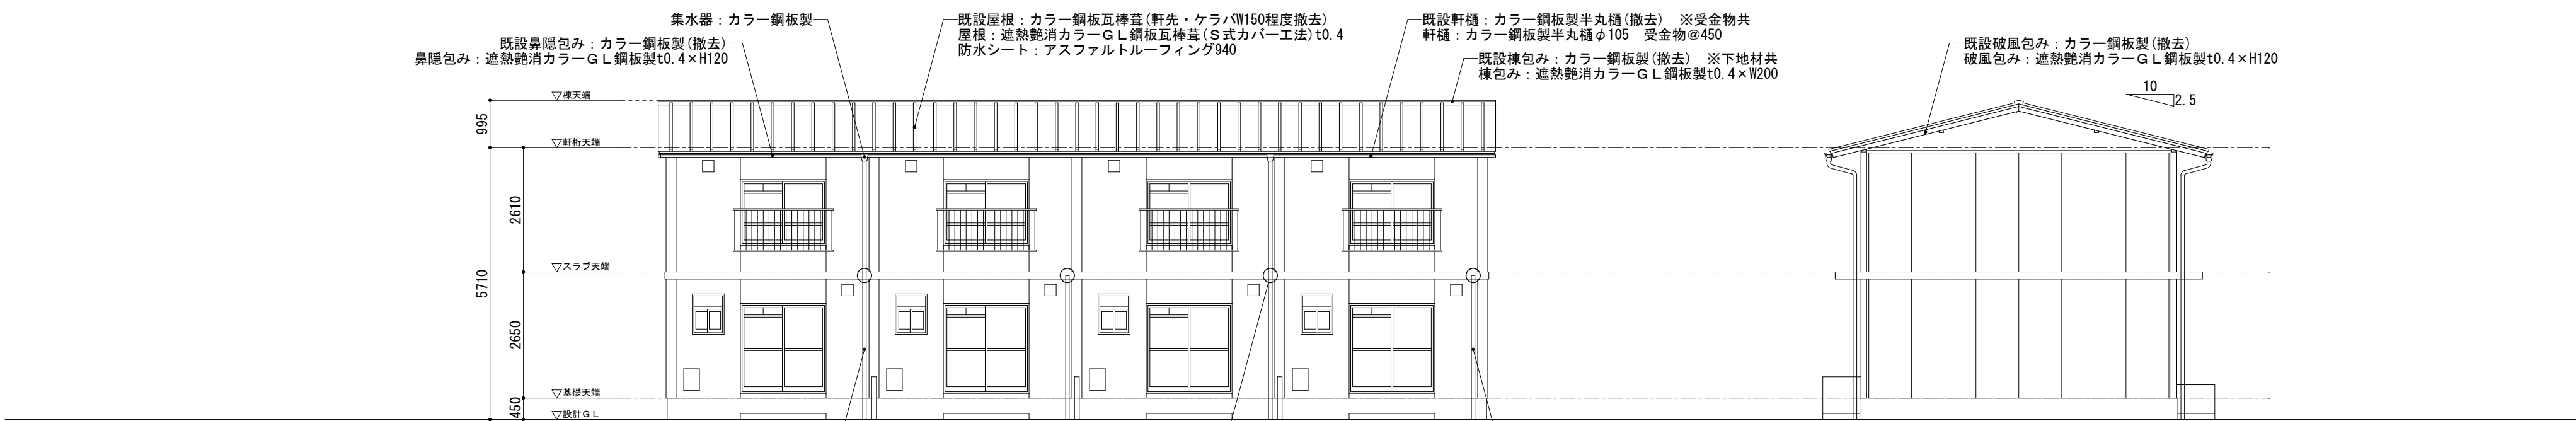 集水器：カラー鋼板製
既設鼻隠包み：カラー鋼板製(撤去)
鼻隠包み：遮熱艶消カラーＧＬ鋼板製t0.4×H120
既設屋根：カラー鋼板瓦棒葺(軒先・ケラバW150程度撤去)
屋根：遮熱艶消カラーＧＬ鋼板瓦棒葺(Ｓ式カバー工法)t0.4
防水シート：アスファルトルーフィング940
既設軒樋：カラー鋼板製半丸樋(撤去)　※受金物共
軒樋：カラー鋼板製半丸樋φ105　受金物@450
既設棟包み：カラー鋼板製(撤去)　※下地材共
棟包み：遮熱艶消カラーＧＬ鋼板製t0.4×W200
既設破風包み：カラー鋼板製(撤去)
破風包み：遮熱艶消カラーＧＬ鋼板製t0.4×H120
10
2.5
▽棟天端
995
▽軒桁天端
2610
▽スラブ天端
5710
2650
▽基礎天端
450
▽設計ＧＬ